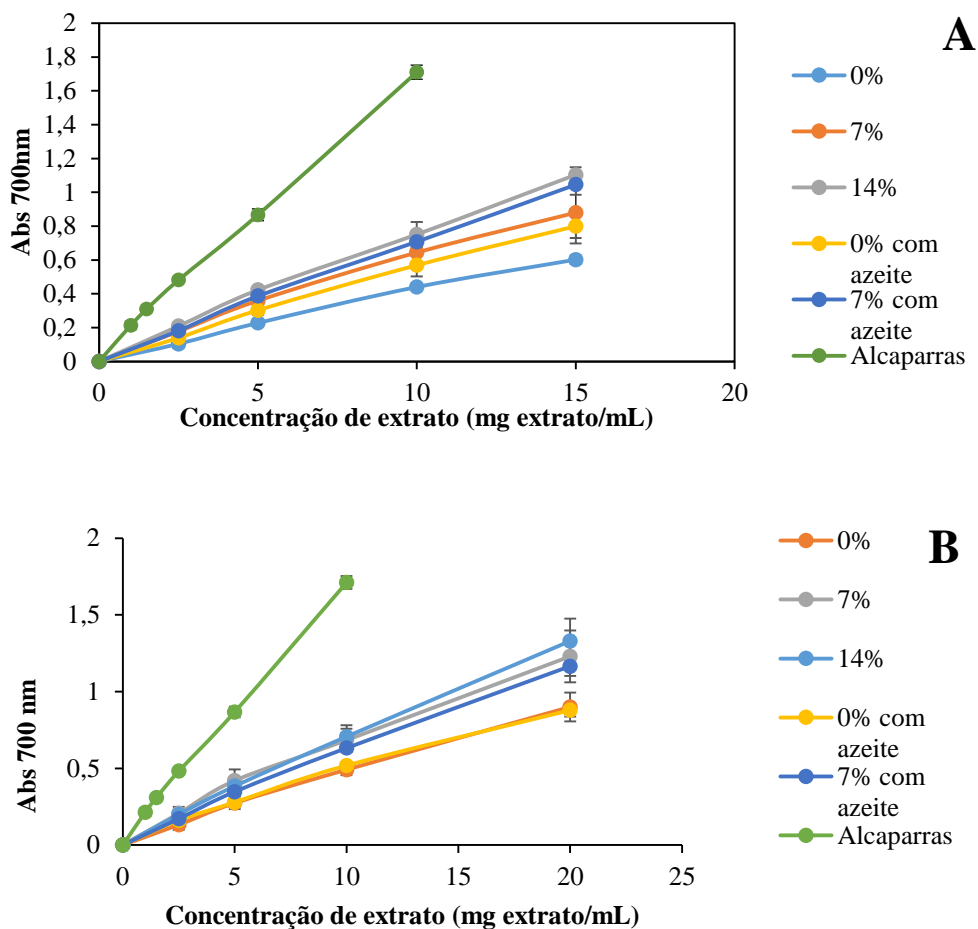 A
2
1,8
1,6
1,4
1,2
1
0,8
0,6
0,4
0,2
0
Abs 700nm
0
5
10
15
20
Concentração de extrato (mg extrato/mL)
0%
7%
14%
0% com
azeite
7% com
azeite
Alcaparras
B
2
1,5
1
0,5
0
Abs 700 nm
0
5
10
15
20
25
Concentração de extrato (mg extrato/mL)
0%
7%
14%
0% com
azeite
7% com
azeite
Alcaparras